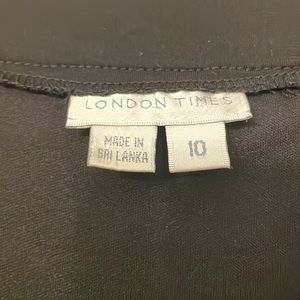 LONDON TIMES
MADE IN
SRI LANKA
10